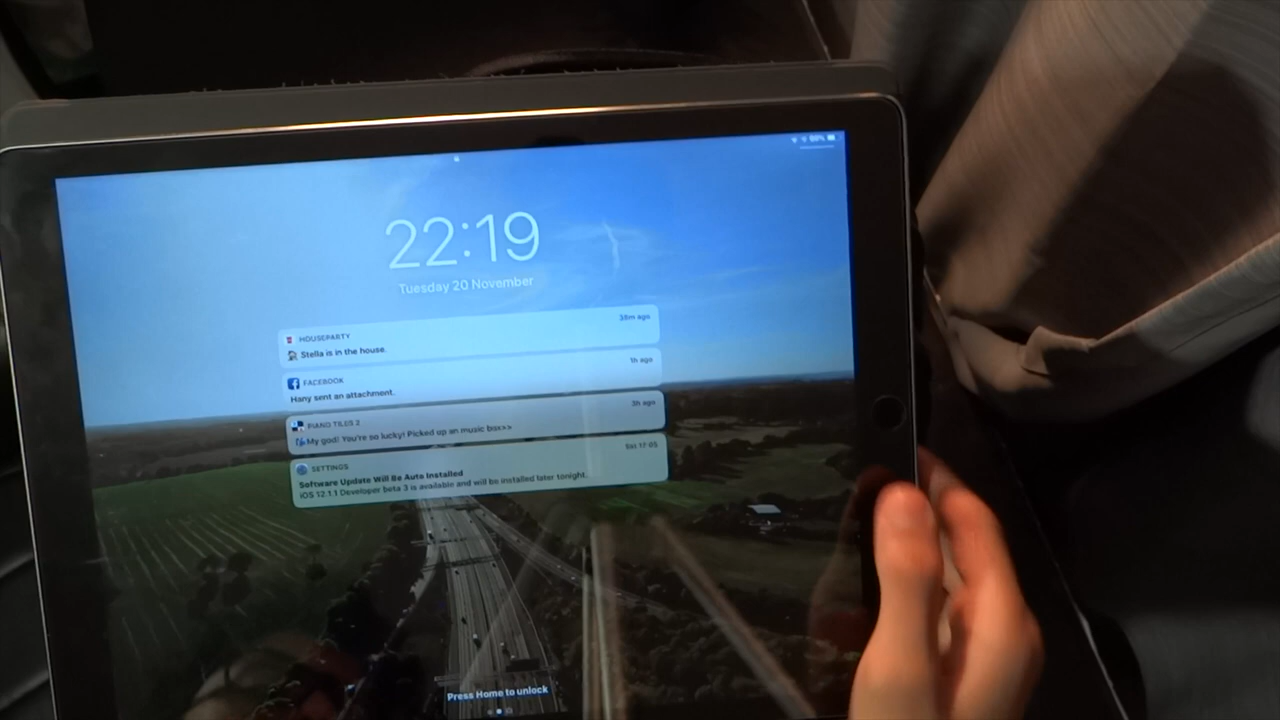 22:19
Tuesday 20 November
HOUSEPARTY 38m ago
Stella is in the house.
FACEBOOK 1h ago
Hany sent an attachment.
PIANO TILES 2 3h ago
My god! You're so lucky! Picked up an music box>>
SETTINGS Sat 17:05
Software Update Will Be Auto Installed
iOS 12.1.1 Developer beta 3 is available and will be installed later tonight.
Press Home to unlock